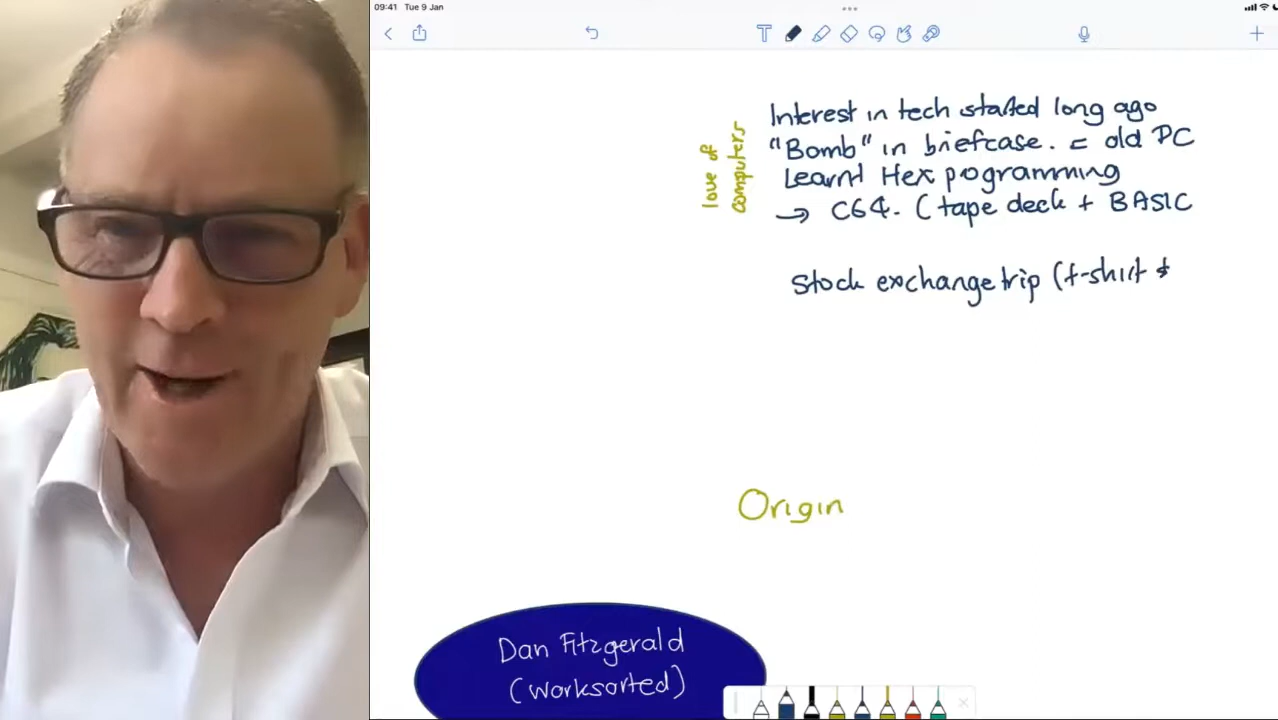 09:41 Tue 9 Jan
love of
computers
Interest in tech started long ago
"Bomb" in briefcase. = old PC
Learnt Hex pogramming
→ C64. (tape deck + BASIC
Stock exchange trip (t-shirt &
Origin
Dan Fitzgerald
(Worksorted)